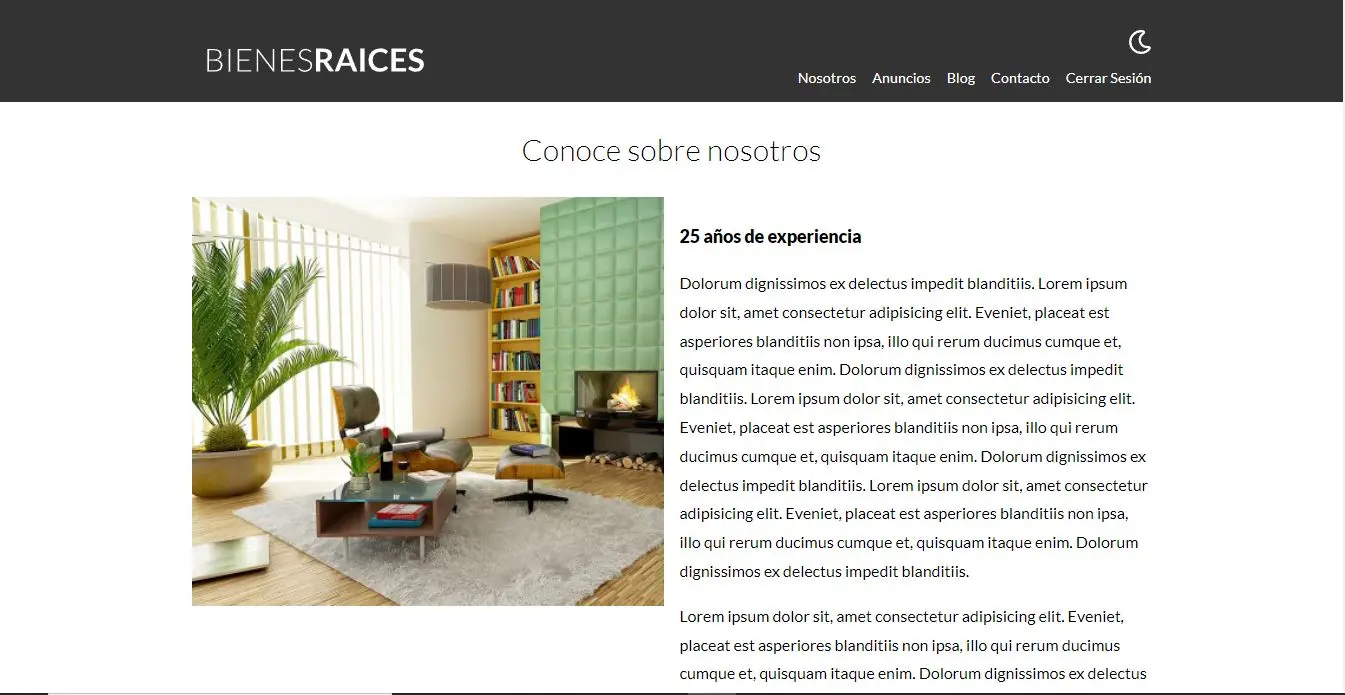 BIENESRAICES
Nosotros Anuncios Blog Contacto Cerrar Sesión
Conoce sobre nosotros
25 años de experiencia
Dolorum dignissimos ex delectus impedit blanditiis. Lorem ipsum
dolor sit, amet consectetur adipisicing elit. Eveniet, placeat est
asperiores blanditiis non ipsa, illo qui rerum ducimus cumque et,
quisquam itaque enim. Dolorum dignissimos ex delectus impedit
blanditiis. Lorem ipsum dolor sit, amet consectetur adipisicing elit.
Eveniet, placeat est asperiores blanditiis non ipsa, illo qui rerum
ducimus cumque et, quisquam itaque enim. Dolorum dignissimos ex
delectus impedit blanditiis. Lorem ipsum dolor sit, amet consectetur
adipisicing elit. Eveniet, placeat est asperiores blanditiis non ipsa,
illo qui rerum ducimus cumque et, quisquam itaque enim. Dolorum
dignissimos ex delectus impedit blanditiis.
Lorem ipsum dolor sit, amet consectetur adipisicing elit. Eveniet,
placeat est asperiores blanditiis non ipsa, illo qui rerum ducimus
cumque et, quisquam itaque enim. Dolorum dignissimos ex delectus